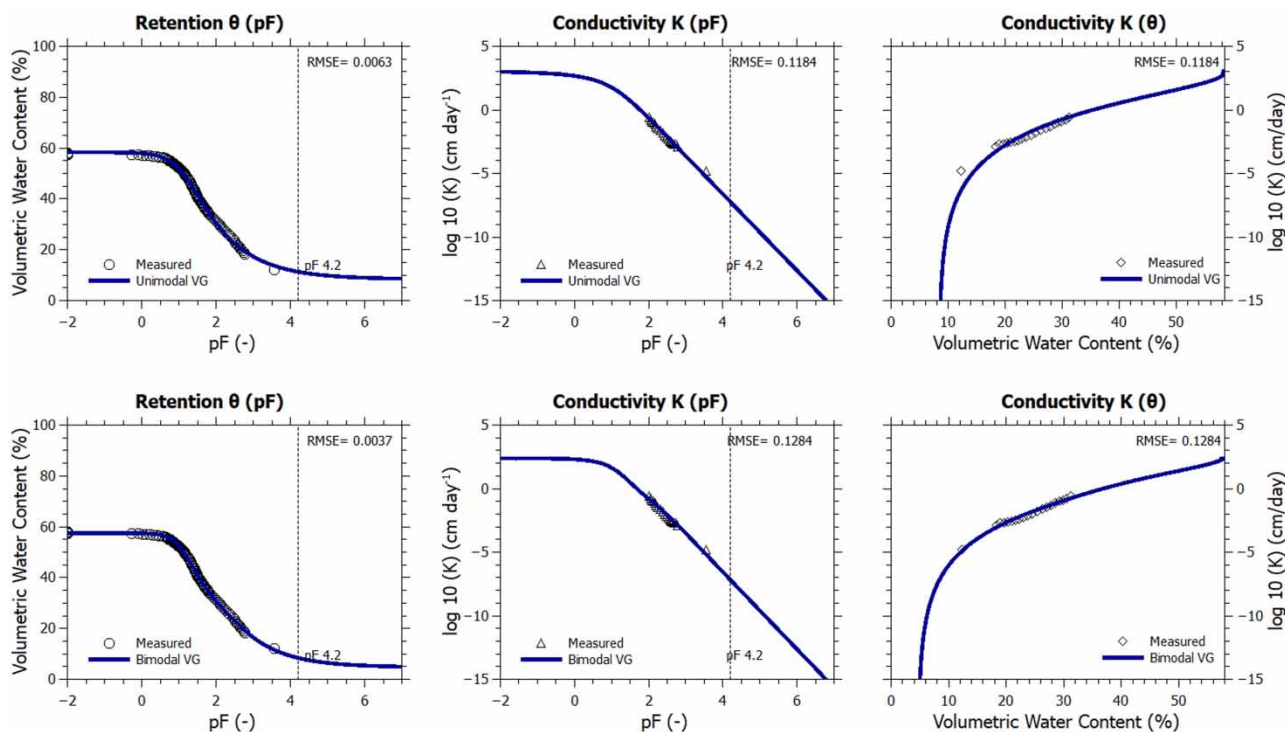 Retention θ (pF)
Volumetric Water Content (%)
100
80
60
40
20
0
RMSE= 0.0063
Measured
Unimodal VG
pF 4.2
−2
0
2
4
6
pF (-)
Conductivity K (pF)
log 10 (K) (cm day-1)
5
0
−5
−10
−15
RMSE= 0.1184
Measured
Unimodal VG
pF 4.2
−2
0
2
4
6
pF (-)
Conductivity K (θ)
RMSE= 0.1184
Measured
Unimodal VG
5
0
−5
−10
−15
log 10 (K) (cm/day)
0
10
20
30
40
50
Volumetric Water Content (%)
Retention θ (pF)
Volumetric Water Content (%)
100
80
60
40
20
0
RMSE= 0.0037
Measured
Bimodal VG
pF 4.2
−2
0
2
4
6
pF (-)
Conductivity K (pF)
log 10 (K) (cm day-1)
5
0
−5
−10
−15
RMSE= 0.1284
Measured
Bimodal VG
pF 4.2
−2
0
2
4
6
pF (-)
Conductivity K (θ)
RMSE= 0.1284
Measured
Bimodal VG
5
0
−5
−10
−15
log 10 (K) (cm/day)
0
10
20
30
40
50
Volumetric Water Content (%)